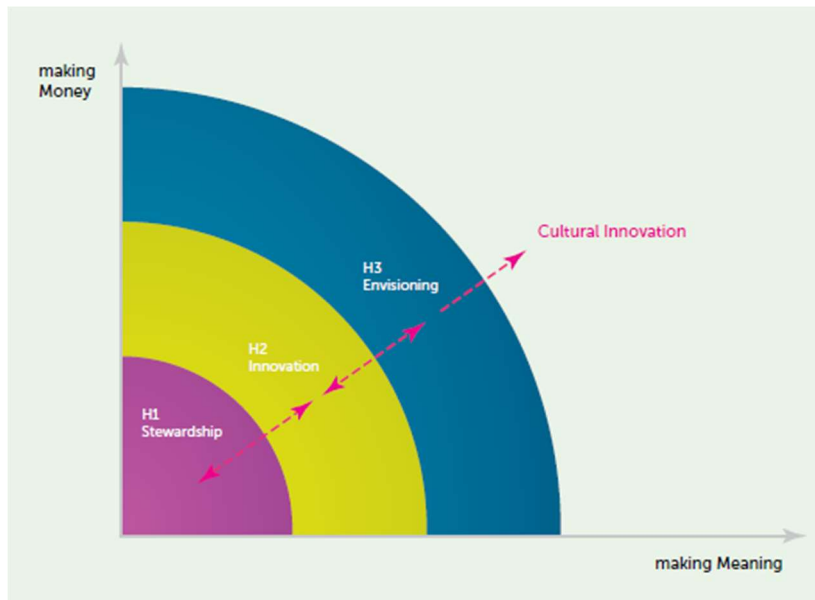 making
Money
Cultural Innovation
H3
Envisioning
H2
Innovation
H1
Stewardship
making Meaning